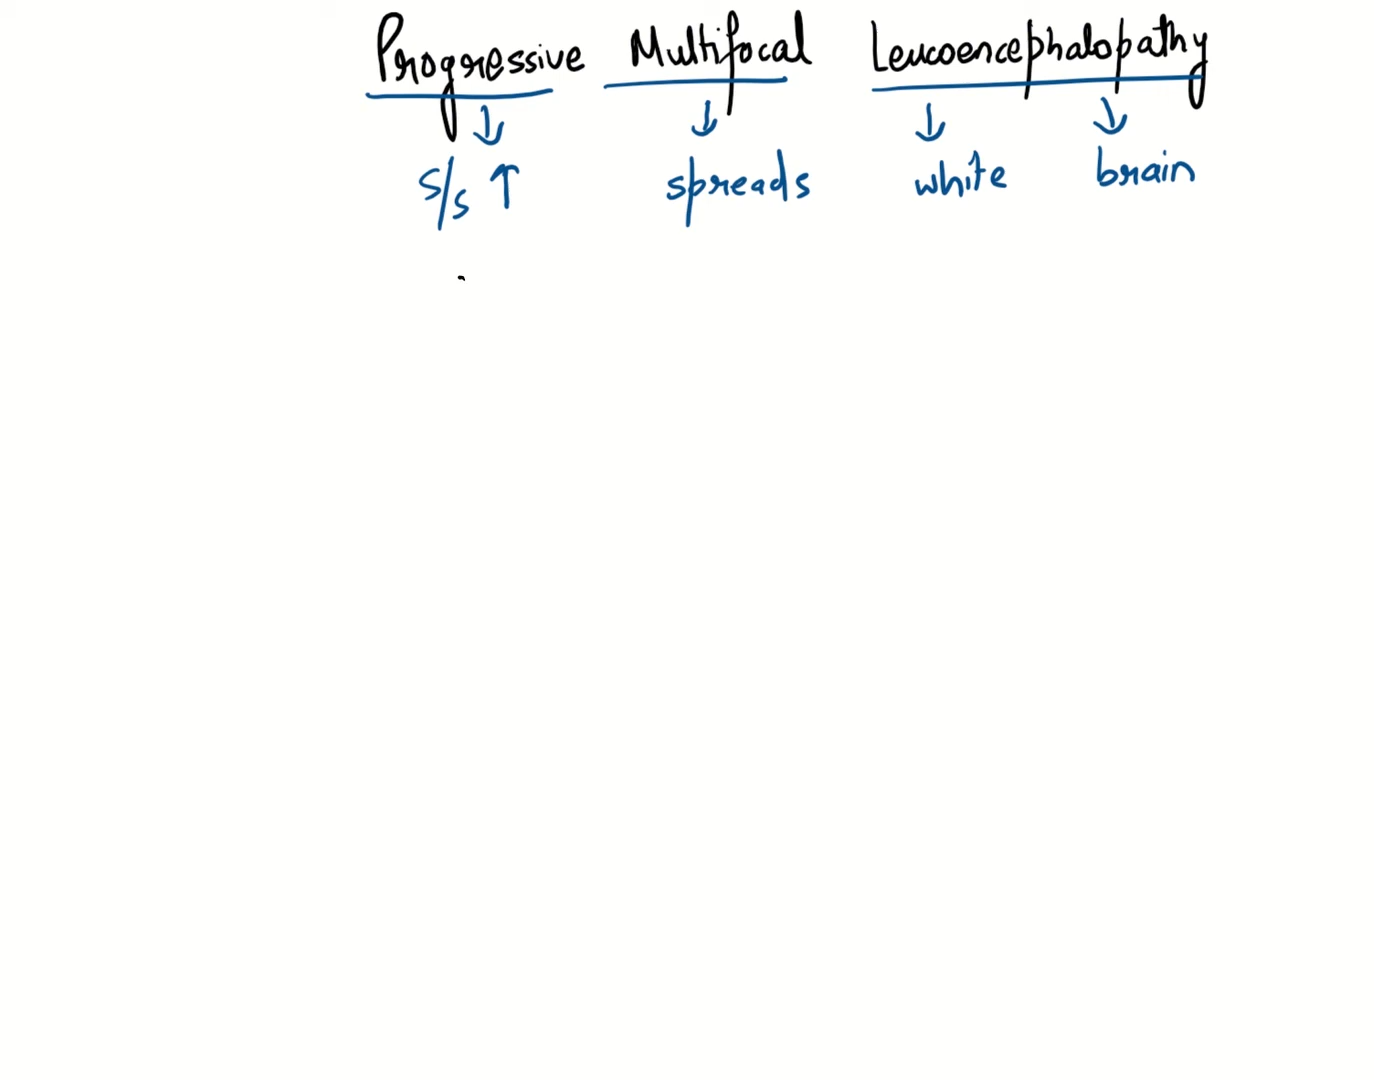 Progressive Multifocal Leucoencephalopathy
↓ ↓ ↓ ↓
s/s ↑ spreads white brain